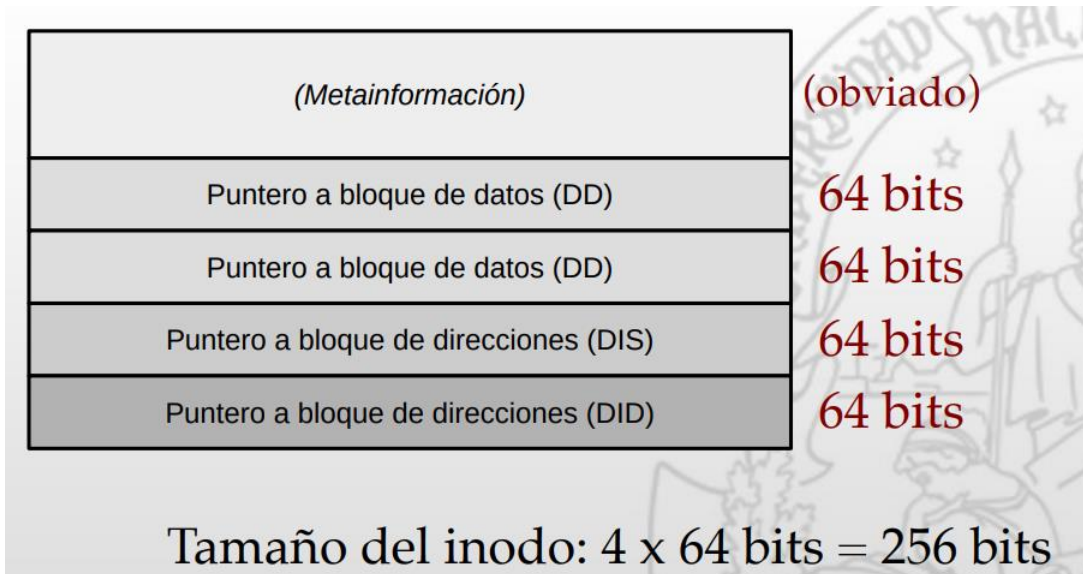 (Metainformación) (obviado)
Puntero a bloque de datos (DD) 64 bits
Puntero a bloque de datos (DD) 64 bits
Puntero a bloque de direcciones (DIS) 64 bits
Puntero a bloque de direcciones (DID) 64 bits
Tamaño del inodo: 4 x 64 bits = 256 bits